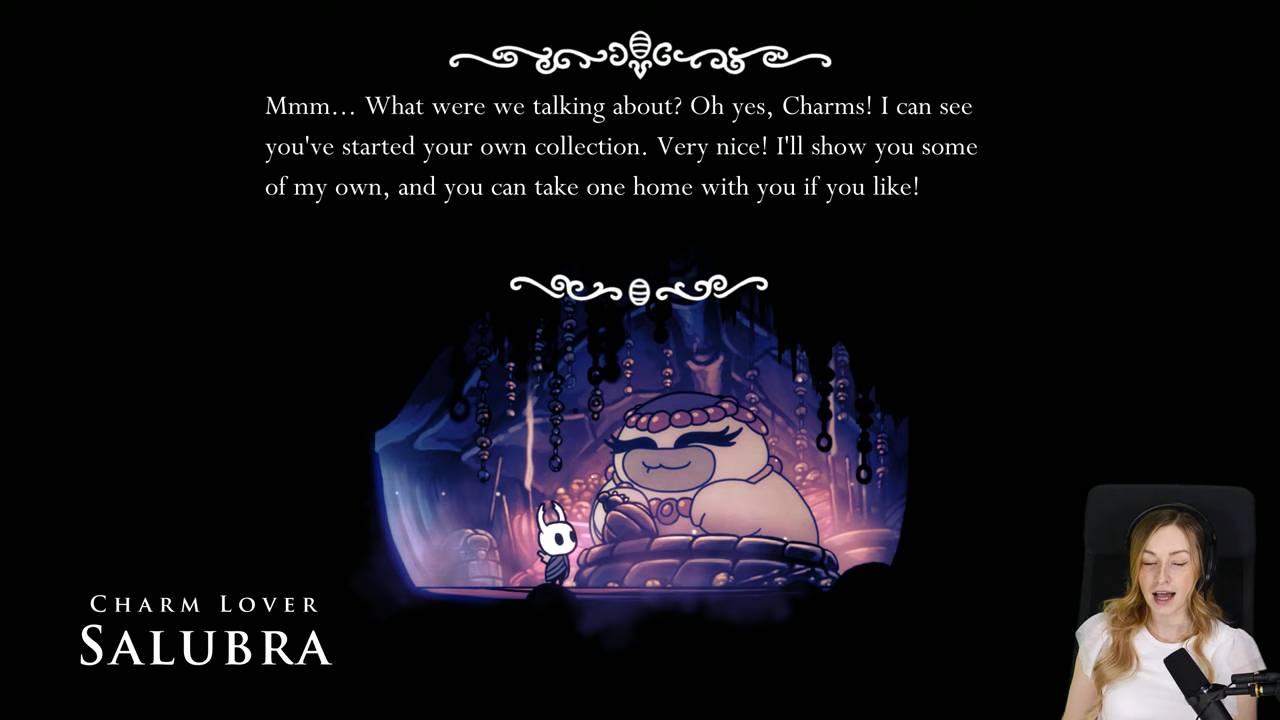 Mmm... What were we talking about? Oh yes, Charms! I can see
you've started your own collection. Very nice! I'll show you some
of my own, and you can take one home with you if you like!
Charm Lover
Salubra